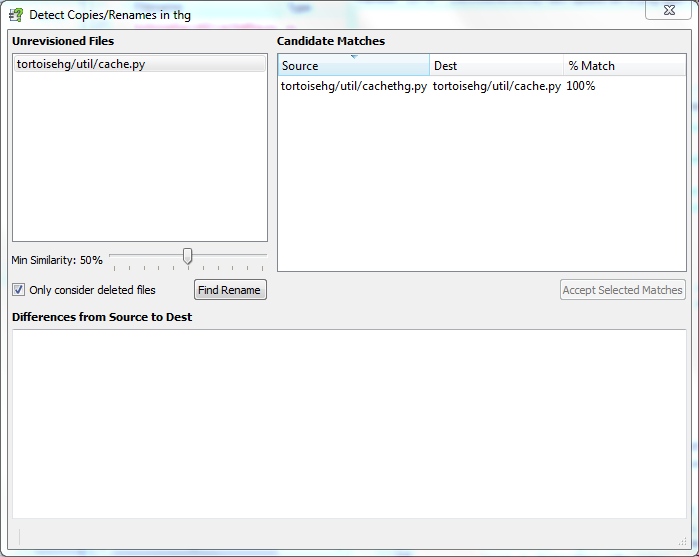 Detect Copies/Renames in thg
Unrevisioned Files
tortoisehg/util/cache.py
Min Similarity: 50%
Only consider deleted files
Find Rename
Candidate Matches
Source Dest % Match
tortoisehg/util/cachethg.py tortoisehg/util/cache.py 100%
Accept Selected Matches
Differences from Source to Dest